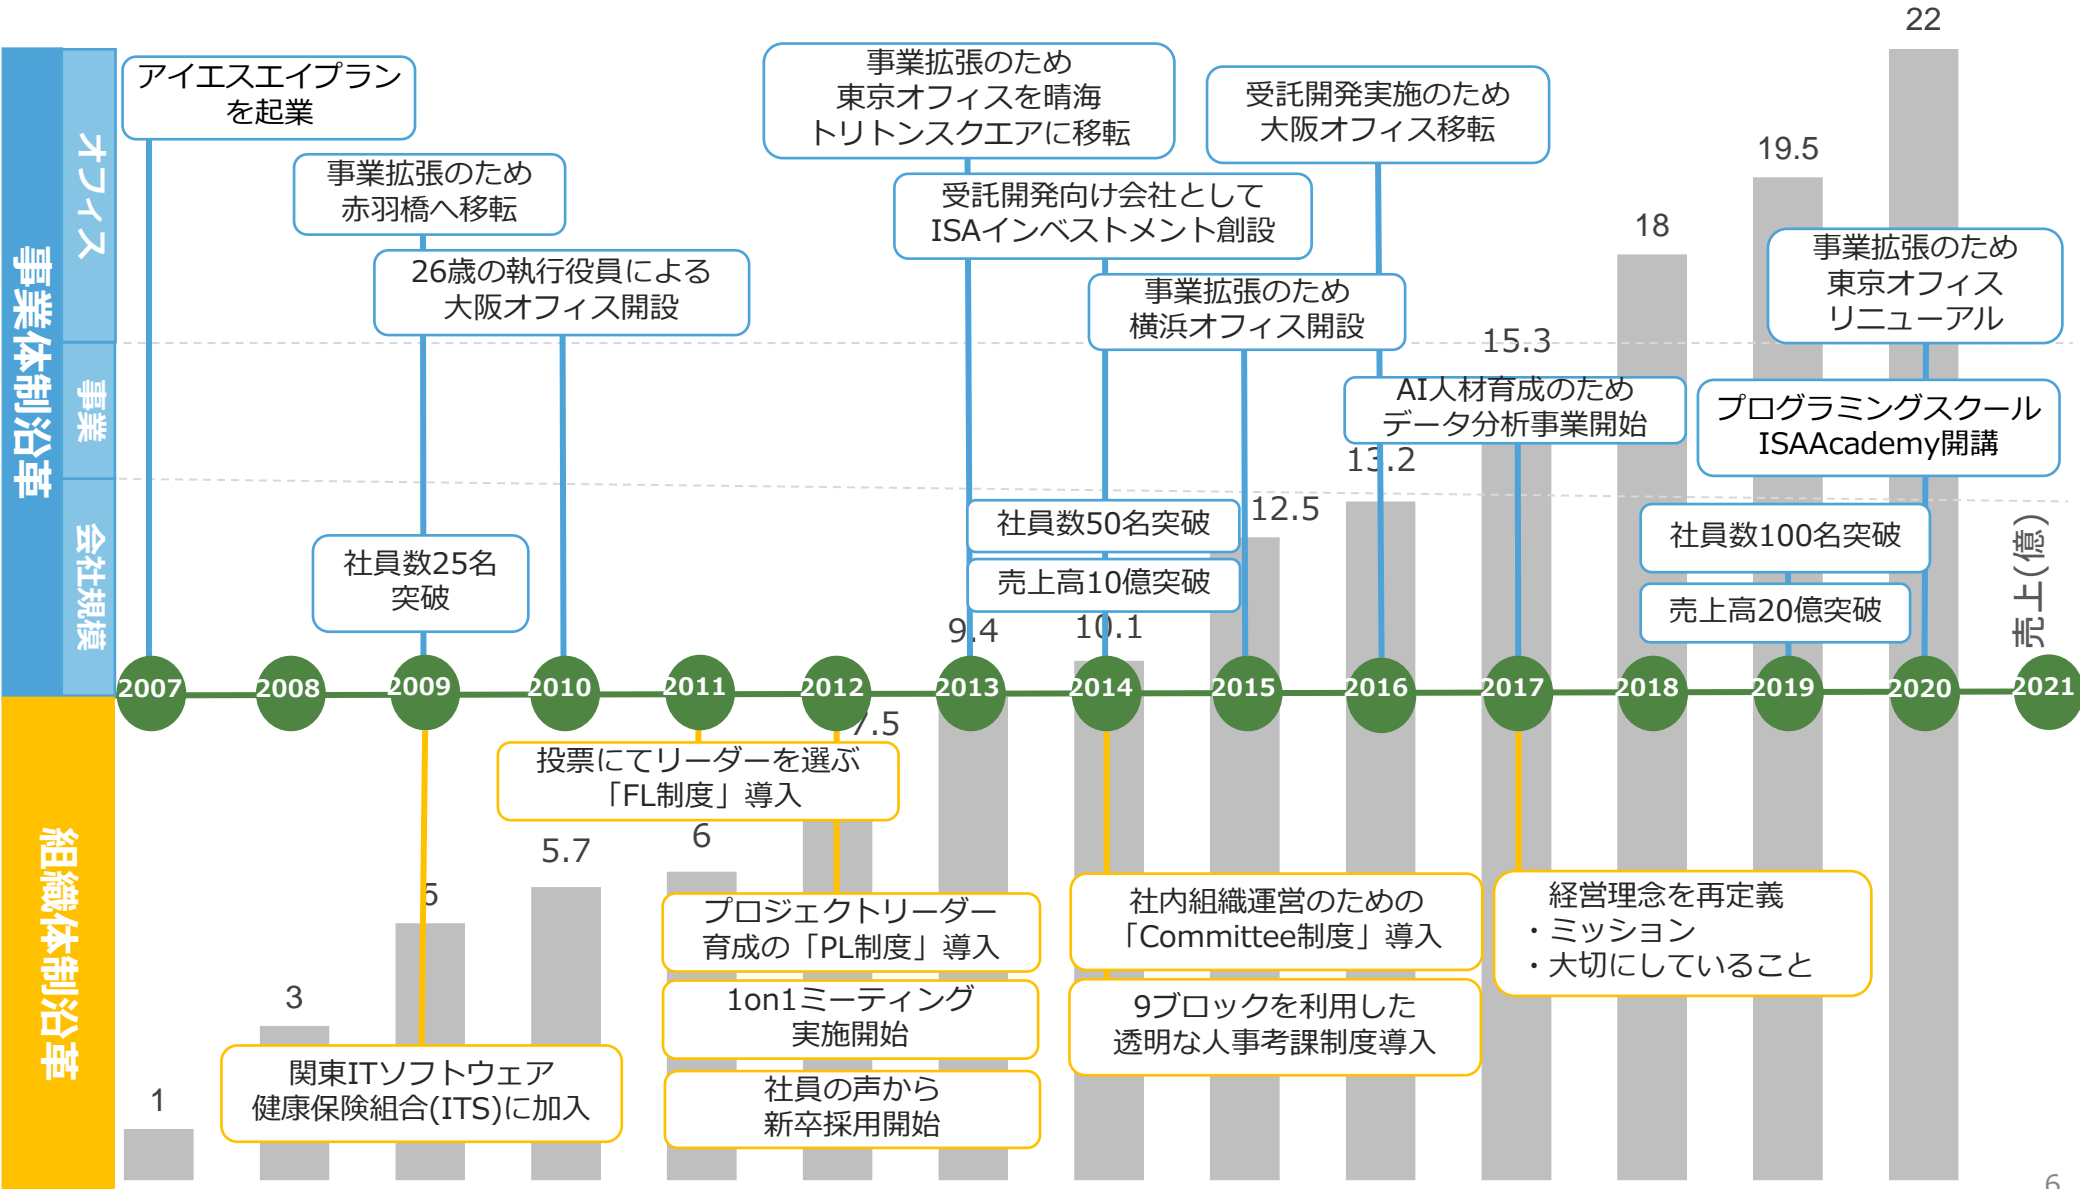 事業体制沿革
オフィス
事業
会社規模
組織体制沿革
アイエスエイプラン
を起業
事業拡張のため
赤羽橋へ移転
26歳の執行役員による
大阪オフィス開設
事業拡張のため
東京オフィスを晴海
トリトンスクエアに移転
受託開発向け会社として
ISAインベストメント創設
事業拡張のため
横浜オフィス開設
受託開発実施のため
大阪オフィス移転
事業拡張のため
東京オフィス
リニューアル
AI人材育成のため
データ分析事業開始
プログラミングスクール
ISAAcademy開講
社員数25名
突破
社員数50名突破
売上高10億突破
社員数100名突破
売上高20億突破
売上(億)
2007
2008
2009
2010
2011
2012
2013
2014
2015
2016
2017
2018
2019
2020
2021
1
3
5
5.7
6
7.5
9.4
10.1
12.5
13.2
15.3
18
19.5
22
投票にてリーダーを選ぶ
「FL制度」導入
関東ITソフトウェア
健康保険組合(ITS)に加入
プロジェクトリーダー
育成の「PL制度」導入
1on1ミーティング
実施開始
社員の声から
新卒採用開始
社内組織運営のための
「Committee制度」導入
9ブロックを利用した
透明な人事考課制度導入
経営理念を再定義
・ミッション
・大切にしていること
6